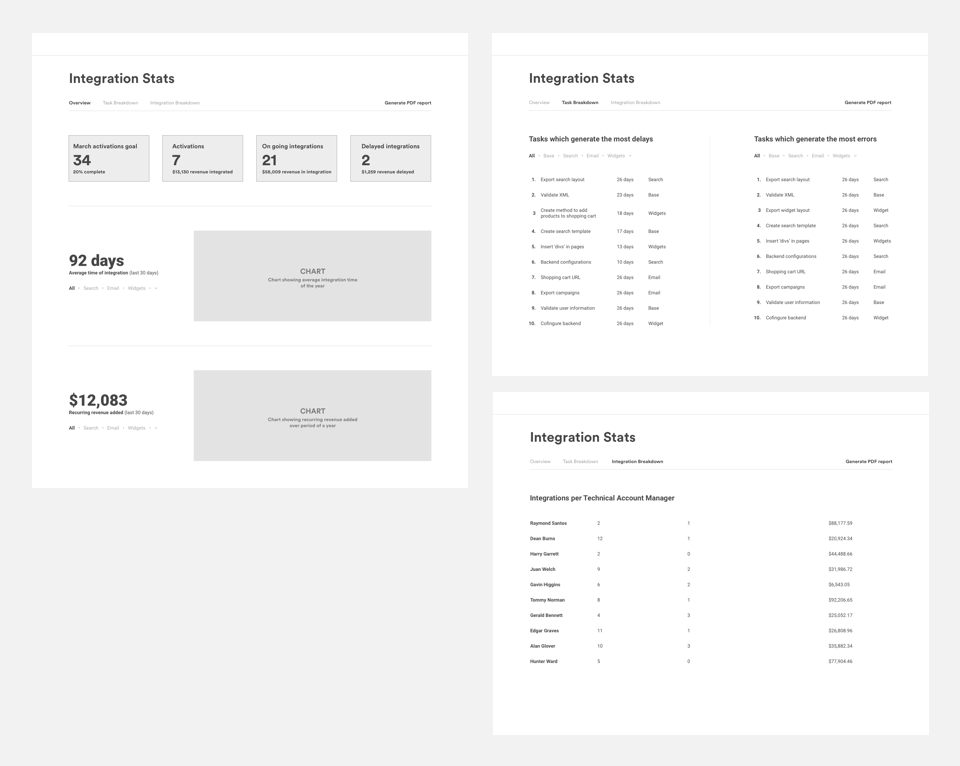 Integration Stats
Overview Task Breakdown Integration Breakdown Generate PDF report
March activations goal
34
20% complete
Activations
7
$13,130 revenue integrated
On going integrations
21
$58,009 revenue in integration
Delayed integrations
2
$1,259 revenue delayed
92 days
Average time of integration (last 30 days)
All Search Email Widgets
CHART
Chart showing average integration time
of the year
$12,083
Recurring revenue added (last 30 days)
All Search Email Widgets
CHART
Chart showing recurring revenue added
over period of a year
Integration Stats
Overview Task Breakdown Integration Breakdown Generate PDF report
Tasks which generate the most delays
All Base Search Email Widgets
1. Export search layout 26 days Search
2. Validate XML 23 days Base
3 Create method to add
products to shopping cart 18 days Widgets
4. Create search template 17 days Base
5. Insert 'divs' in pages 13 days Widgets
6. Backend configurations 10 days Search
7. Shopping cart URL 26 days Email
8. Export campaigns 26 days Email
9. Validate user information 26 days Base
10. Cofingure backend 26 days Widget
Tasks which generate the most errors
All Base Search Email Widgets
1. Export search layout 26 days Search
2. Validate XML 26 days Base
3 Export widget layout 26 days Widget
4. Create search template 26 days Search
5. Insert 'divs' in pages 26 days Widgets
6. Backend configurations 26 days Search
7. Shopping cart URL 26 days Email
8. Export campaigns 26 days Email
9. Validate user information 26 days Base
10. Cofingure backend 26 days Widget
Integration Stats
Overview Task Breakdown Integration Breakdown Generate PDF report
Integrations per Technical Account Manager
Raymond Santos 2 1 $88,177.59
Dean Burns 12 1 $20,924.34
Harry Garrett 2 0 $44,488.66
Juan Welch 9 2 $31,986.72
Gavin Higgins 6 2 $6,543.05
Tommy Norman 8 1 $92,206.65
Gerald Bennett 4 3 $25,052.17
Edgar Graves 11 1 $26,808.96
Alan Glover 10 3 $35,882.34
Hunter Ward 5 0 $77,904.46